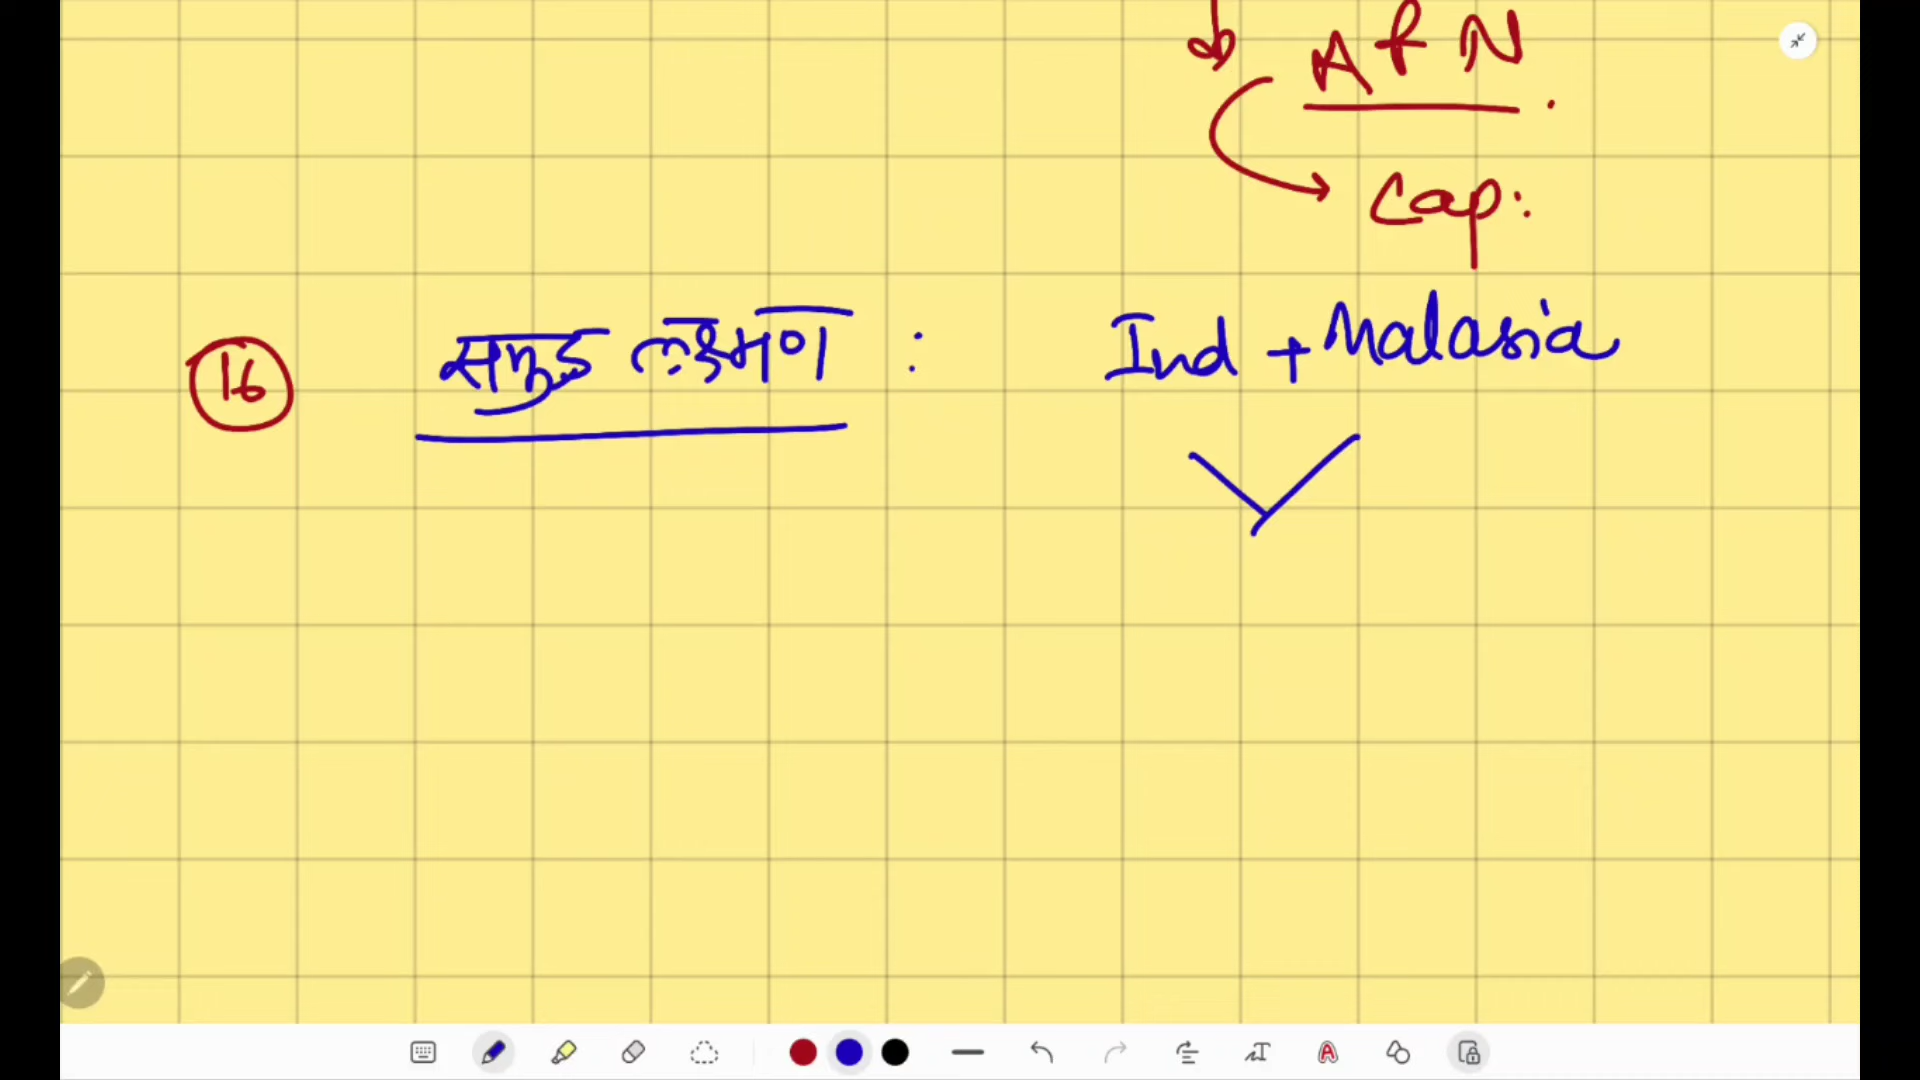 A f N .
Cap :
16 समुद्र लक्ष्मण : Ind + Malasia